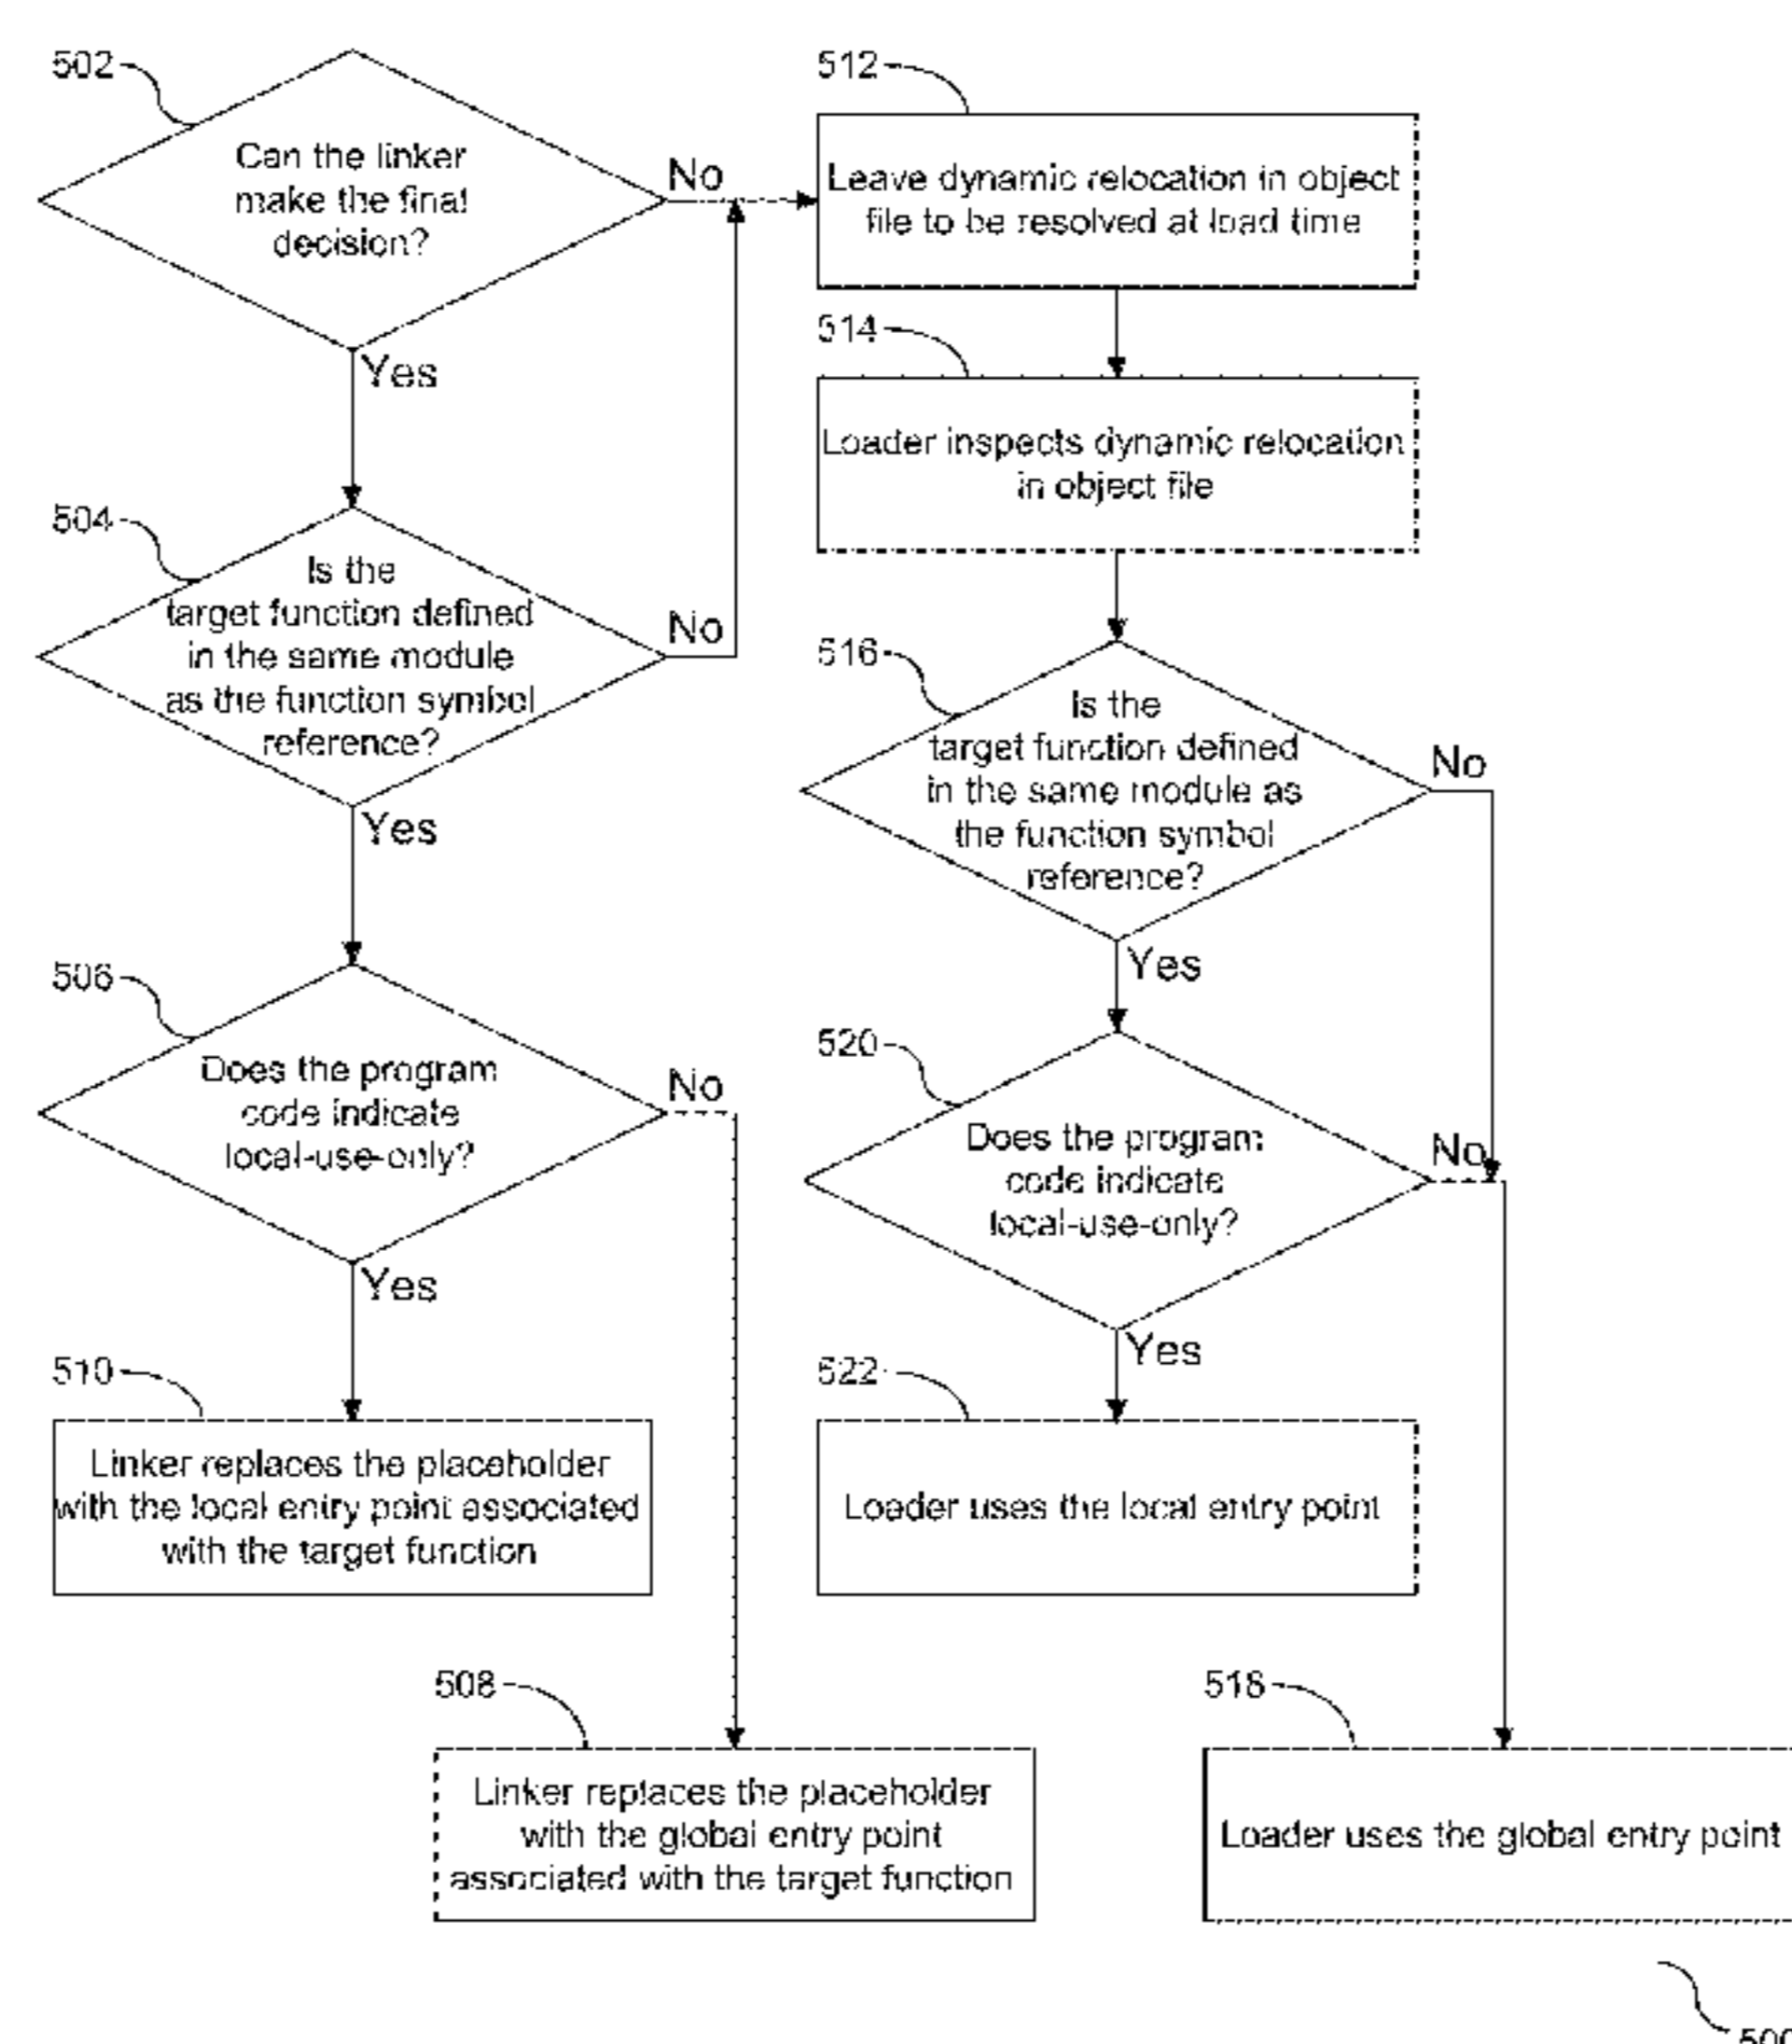 502
Can the linker
make the final
decision?
No
Yes
512
Leave dynamic relocation in object
file to be resolved at load time
514
Loader inspects dynamic relocation
in object file
504
Is the
target function defined
in the same module
as the function symbol
reference?
No
Yes
516
Is the
target function defined
in the same module as
the function symbol
reference?
No
Yes
506
Does the program
code indicate
local-use-only?
No
Yes
520
Does the program
code indicate
local-use-only?
No
Yes
510
Linker replaces the placeholder
with the local entry point associated
with the target function
522
Loader uses the local entry point
508
Linker replaces the placeholder
with the global entry point
associated with the target function
518
Loader uses the global entry point